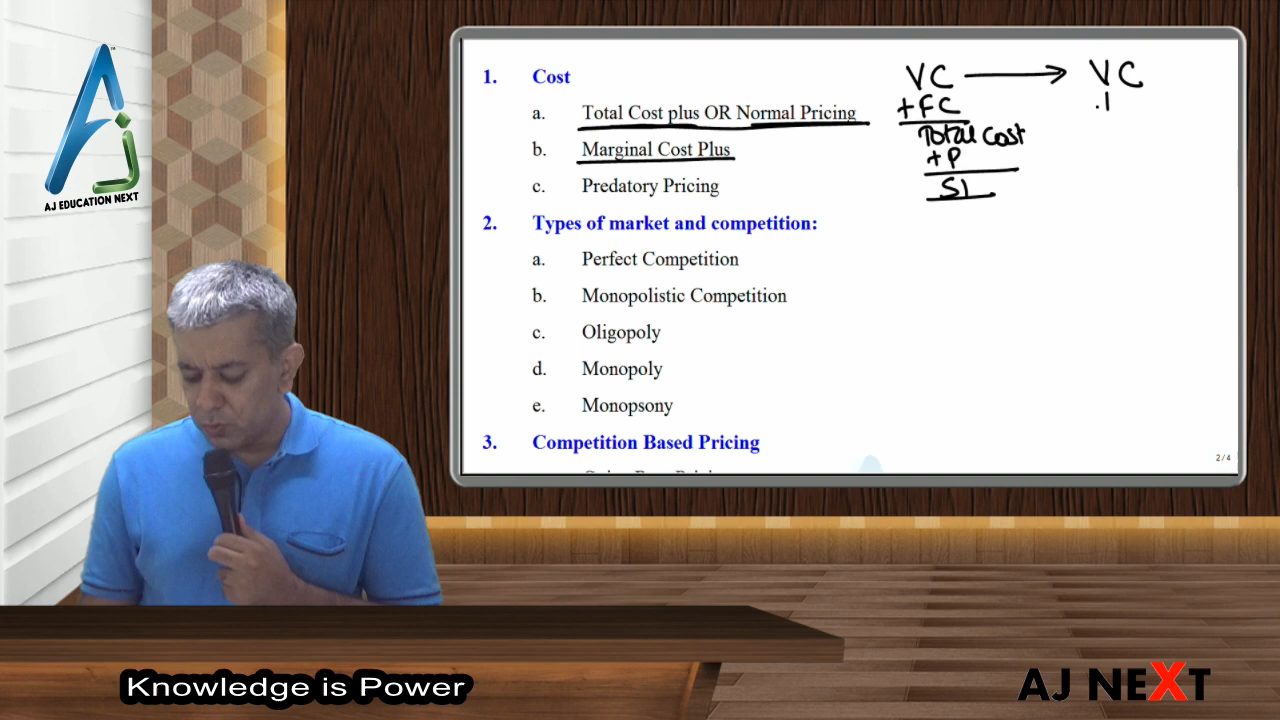 AJ EDUCATION NEXT
1. Cost
a. Total Cost plus OR Normal Pricing
b. Marginal Cost Plus
c. Predatory Pricing
2. Types of market and competition:
a. Perfect Competition
b. Monopolistic Competition
c. Oligopoly
d. Monopoly
e. Monopsony
3. Competition Based Pricing
VC → VC
+FC
Total Cost
+P
2/4
Knowledge is Power
AJ NEXT